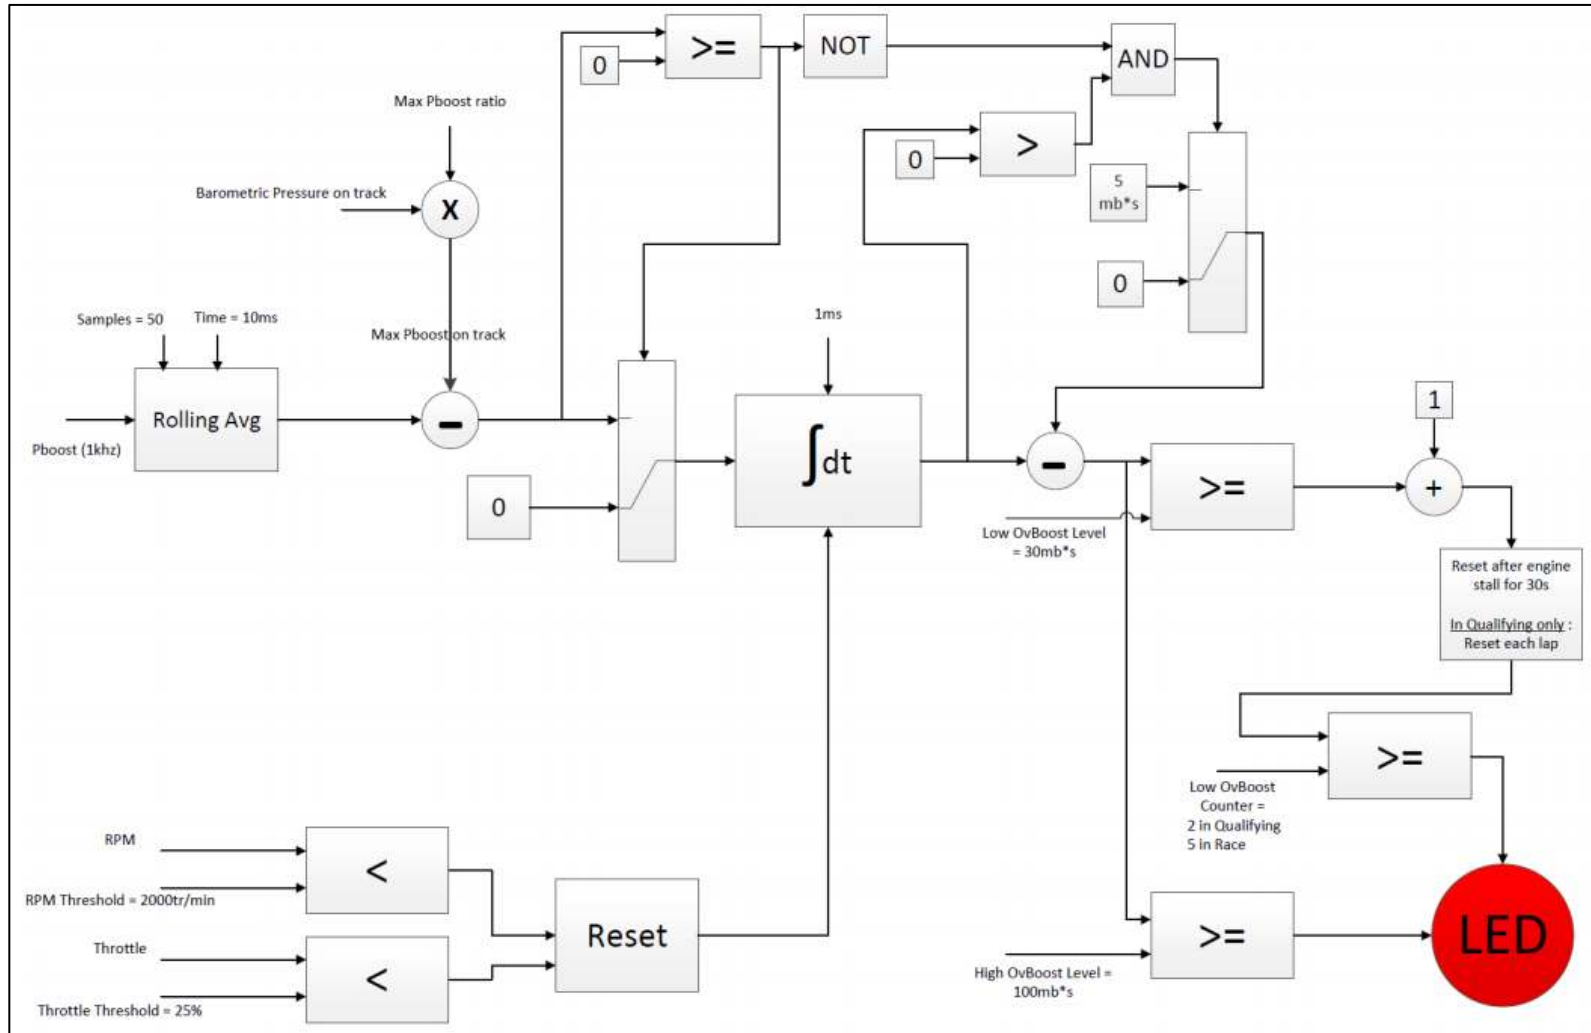 >=
NOT
AND
0
Max Pboost ratio
>
0
5
mb*s
Barometric Pressure on track
X
0
Samples = 50
Time = 10ms
1ms
Max Pboost on track
Rolling Avg
-
1
Pboost (1khz)
∫dt
-
>=
+
0
Low OvBoost Level
= 30mb*s
Reset after engine
stall for 30s
In Qualifying only :
Reset each lap
>=
Low OvBoost
Counter =
2 in Qualifying
5 in Race
RPM
<
RPM Threshold = 2000tr/min
Reset
>=
LED
Throttle
<
High OvBoost Level =
100mb*s
Throttle Threshold = 25%